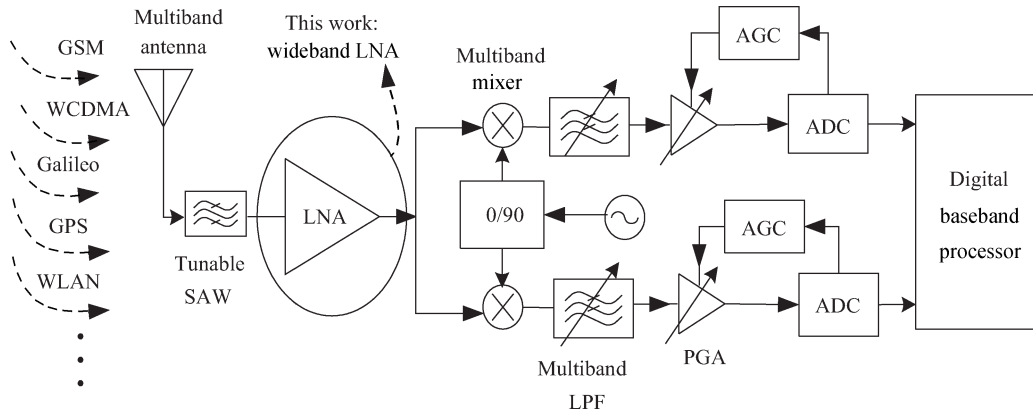 GSM
WCDMA
Galileo
GPS
WLAN
Multiband
antenna
Tunable
SAW
This work:
wideband LNA
LNA
Multiband
mixer
0/90
AGC
ADC
AGC
ADC
PGA
Multiband
LPF
Digital
baseband
processor